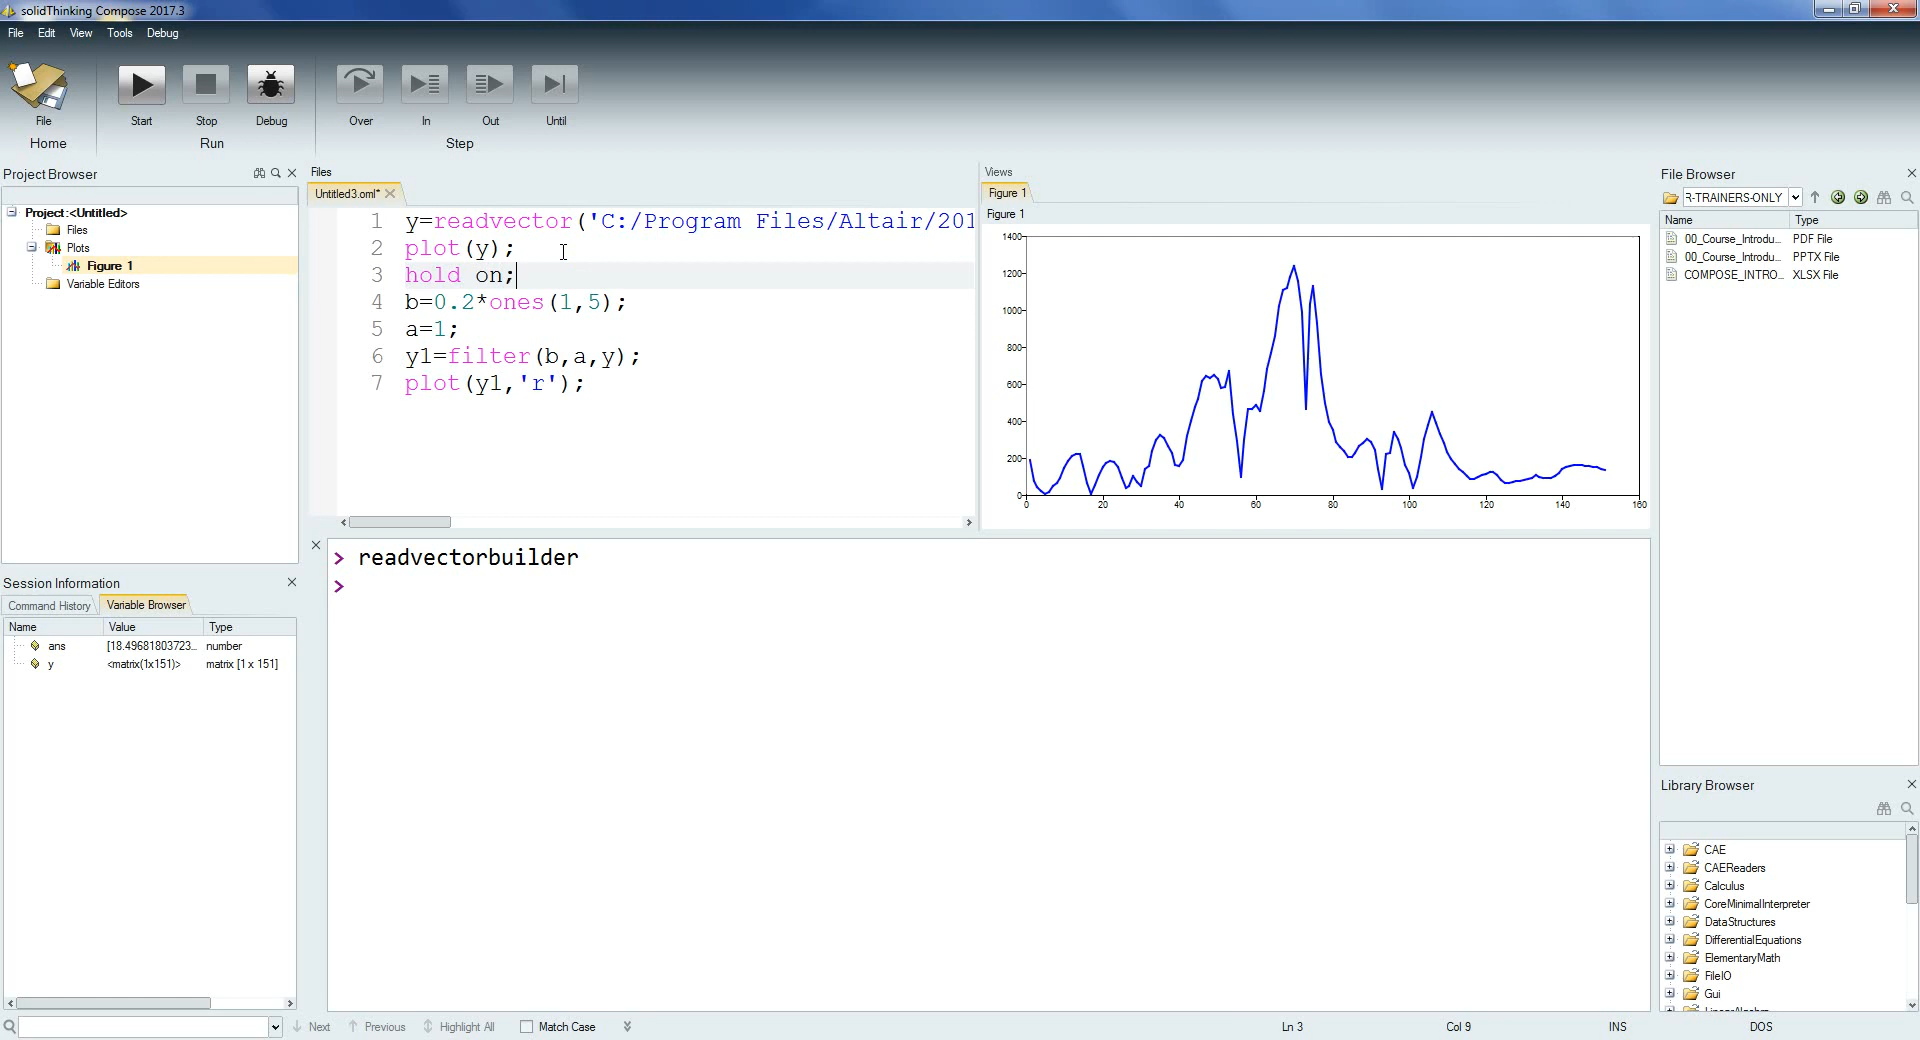 solidThinking Compose 2017.3
File Edit View Tools Debug
File Start Stop Debug Over In Out Until
Home Run Step
Project Browser
Project:<Untitled>
Files
Plots
Figure 1
Variable Editors
Files
Untitled3.oml*
1 y=readvector('C:/Program Files/Altair/201
2 plot(y);
3 hold on;
4 b=0.2*ones(1,5);
5 a=1;
6 y1=filter(b,a,y);
7 plot(y1,'r');
Views
Figure 1
Figure 1
1400
1200
1000
800
600
400
200
0
0 20 40 60 80 100 120 140 160
File Browser
R-TRAINERS-ONLY
Name Type
00_Course_Introdu... PDF File
00_Course_Introdu... PPTX File
COMPOSE_INTRO... XLSX File
Session Information
Command History Variable Browser
Name Value Type
ans [18.49681803723... number
y <matrix(1x151)> matrix [1 x 151]
> readvectorbuilder
>
Library Browser
CAE
CAEReaders
Calculus
CoreMinimalInterpreter
DataStructures
DifferentialEquations
ElementaryMath
FileIO
Gui
LinearAlgebra
Next Previous Highlight All Match Case Ln 3 Col 9 INS DOS